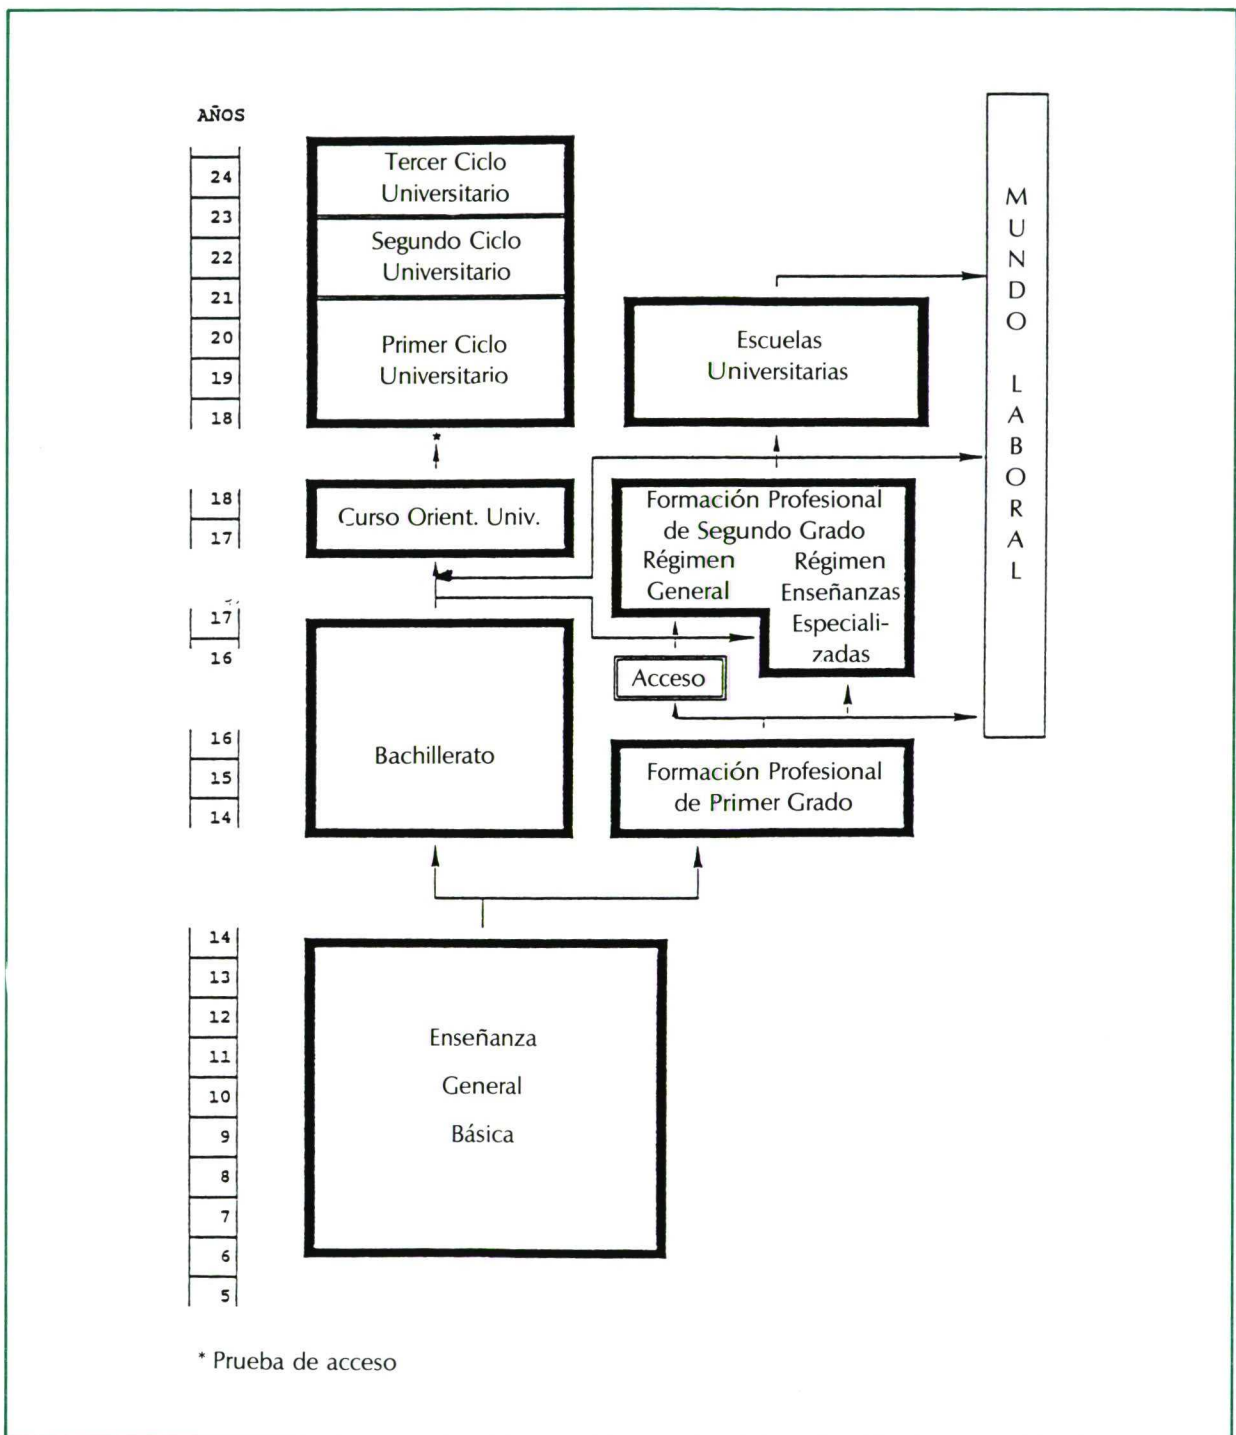 AÑOS
24
23
22
21
20
19
18
18
17
17
16
16
15
14
14
13
12
11
10
9
8
7
6
5
Tercer Ciclo
Universitario
Segundo Ciclo
Universitario
Primer Ciclo
Universitario
*
Curso Orient. Univ.
Bachillerato
Escuelas
Universitarias
Formación Profesional
de Segundo Grado
Régimen
General
Régimen
Enseñanzas
Especiali-
zadas
Acceso
Formación Profesional
de Primer Grado
Enseñanza
General
Básica
MUNDO LABORAL
* Prueba de acceso